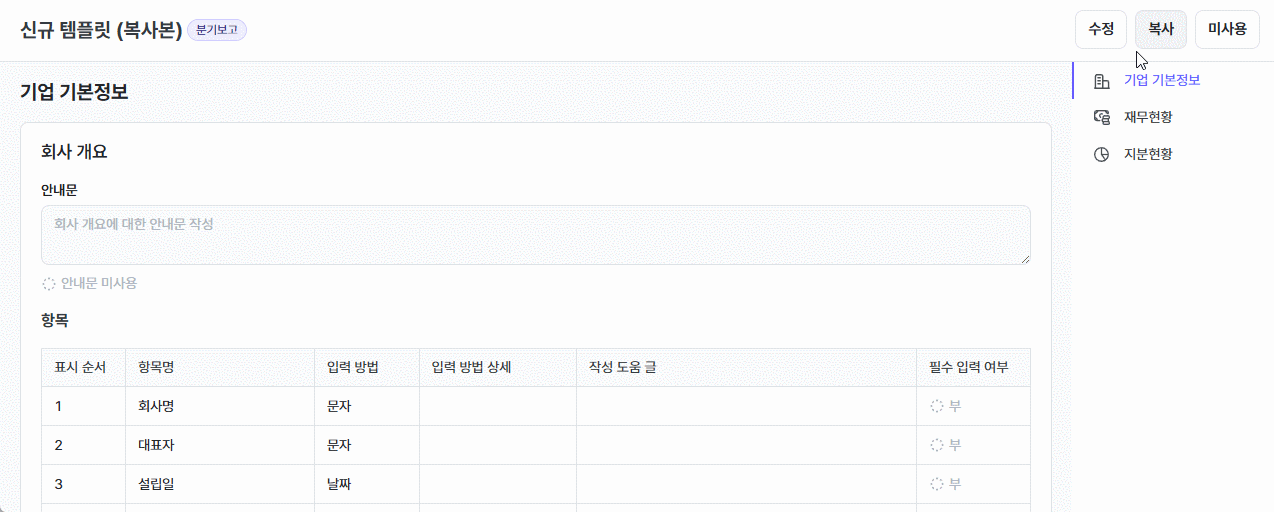 신규 템플릿 (복사본) 분기보고 수정 복사 미사용
기업 기본정보
기업 기본정보
재무현황
지분현황
회사 개요
안내문
회사 개요에 대한 안내문 작성
안내문 미사용
항목
표시 순서 항목명 입력 방법 입력 방법 상세 작성 도움 글 필수 입력 여부
1 회사명 문자 부
2 대표자 문자 부
3 설립일 날짜 부